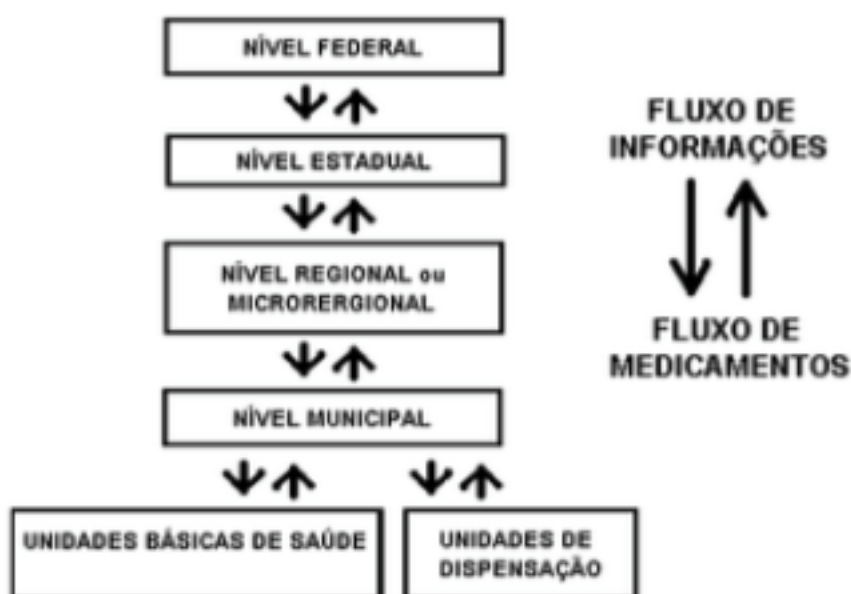 NÍVEL FEDERAL
NÍVEL ESTADUAL
NÍVEL REGIONAL ou
MICRORERGIONAL
NÍVEL MUNICIPAL
UNIDADES BÁSICAS DE SAÚDE
UNIDADES DE
DISPENSAÇÃO
FLUXO DE
INFORMAÇÕES
FLUXO DE
MEDICAMENTOS